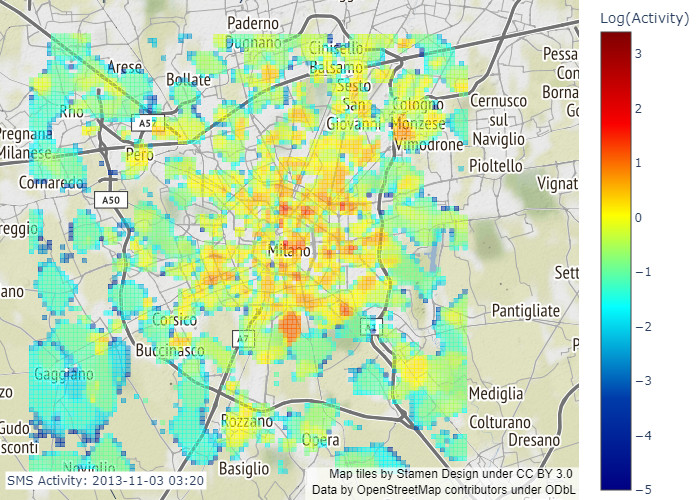 Log(Activity)
3
2
1
0
−1
−2
−3
−4
−5
Paderno
Dugnano
Cinisello
Balsamo
Arese
Bollate
Sesto
San
Giovanni
Cologno
Monzese
Vimodrone
Cernusco
sul
Naviglio
Pioltello
Pessa
Con
Borna
Go
Rho
A57
Pero
Pregnana
Milanese
Cornaredo
A50
reggio
Vignat
Milano
Sett
ano
Pantigliate
Corsico
A7
Buccinasco
P
Gaggiano
zo
Mediglia
Rozzano
Colturano
Gudo
sconti
Opera
Dresano
Basiglio
Noviglio
SMS Activity: 2013-11-03 03:20
Map tiles by Stamen Design under CC BY 3.0
Data by OpenStreetMap contributors under ODbL